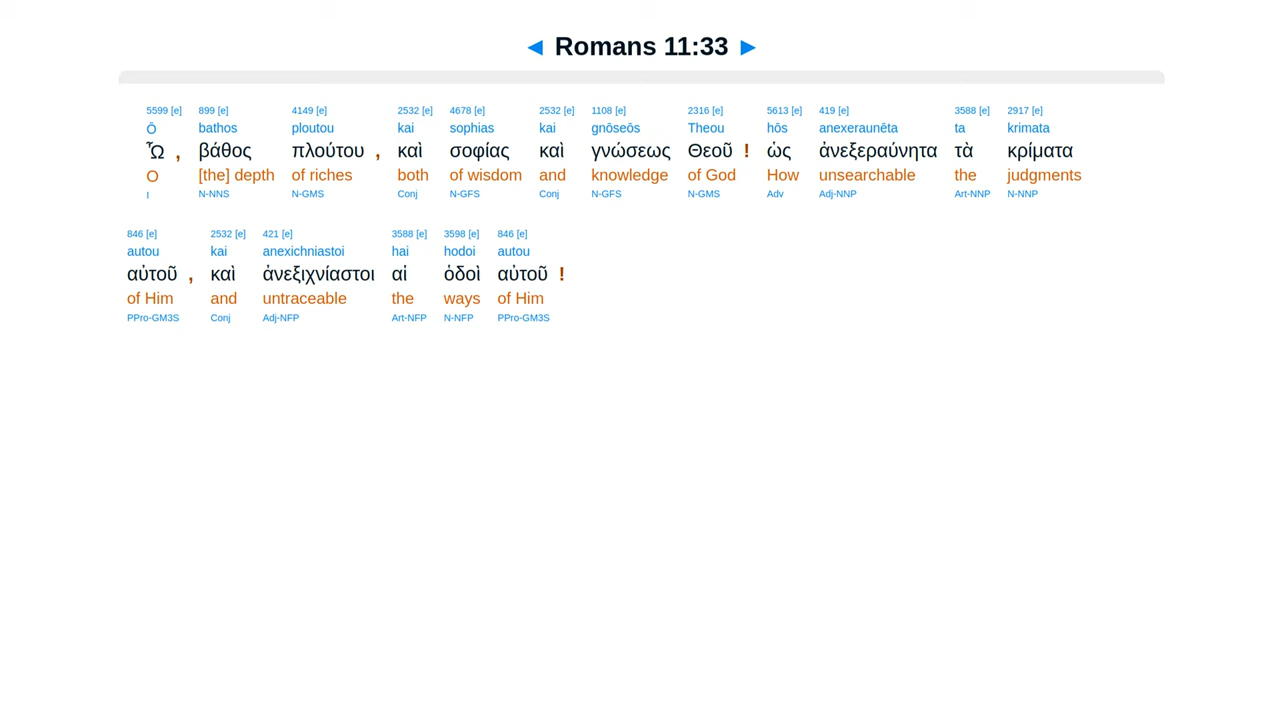 ◄ Romans 11:33 ►
5599 [e] 899 [e] 4149 [e] 2532 [e] 4678 [e] 2532 [e] 1108 [e] 2316 [e] 5613 [e] 419 [e] 3588 [e] 2917 [e]
Ō bathos ploutou kai sophias kai gnōseōs Theou hōs anexeraunēta ta krimata
Ὦ , βάθος πλούτου , καὶ σοφίας καὶ γνώσεως Θεοῦ ! ὡς ἀνεξεραύνητα τὰ κρίματα
O [the] depth of riches both of wisdom and knowledge of God How unsearchable the judgments
I N-NNS N-GMS Conj N-GFS Conj N-GFS N-GMS Adv Adj-NNP Art-NNP N-NNP
846 [e] 2532 [e] 421 [e] 3588 [e] 3598 [e] 846 [e]
autou kai anexichniastoi hai hodoi autou
αὐτοῦ , καὶ ἀνεξιχνίαστοι αἱ ὁδοὶ αὐτοῦ !
of Him and untraceable the ways of Him
PPro-GM3S Conj Adj-NFP Art-NFP N-NFP PPro-GM3S